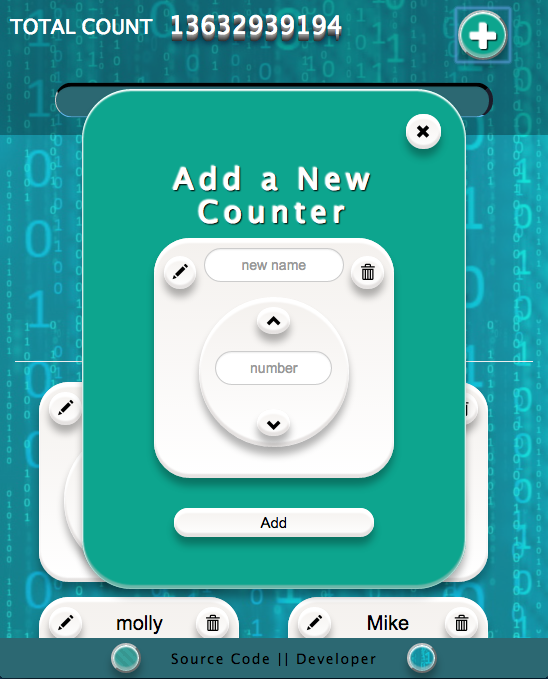 TOTAL COUNT 13632939194
Add a New
Counter
new name
number
Add
molly
Mike
Source Code || Developer